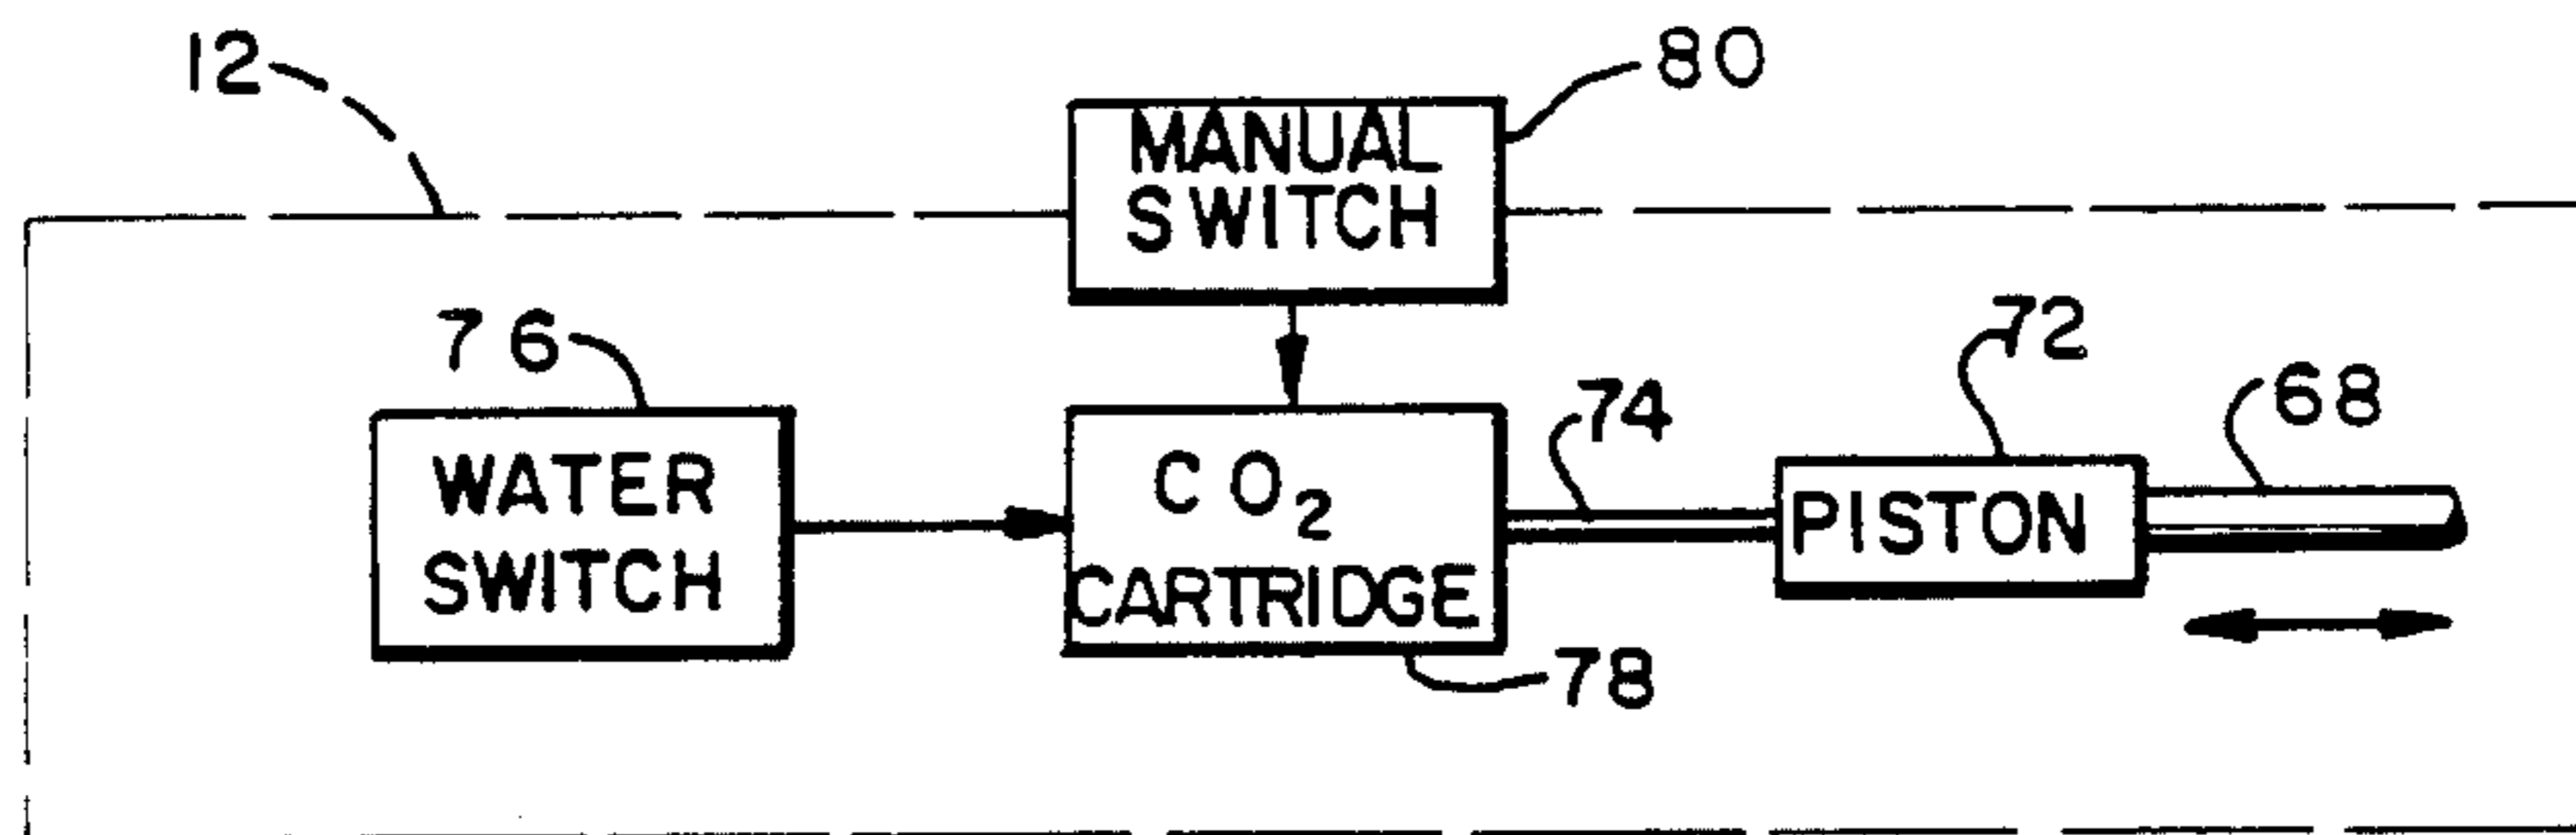 12
80
MANUAL
SWITCH
76
72
68
74
WATER
SWITCH
CO₂
CARTRIDGE
PISTON
78